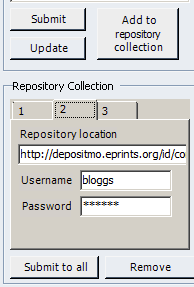 Submit
Update
Add to
repository
collection
Repository Collection
1 2 3
Repository location
http://depositmo.eprints.org/id/co
Username bloggs
Password ******
Submit to all Remove